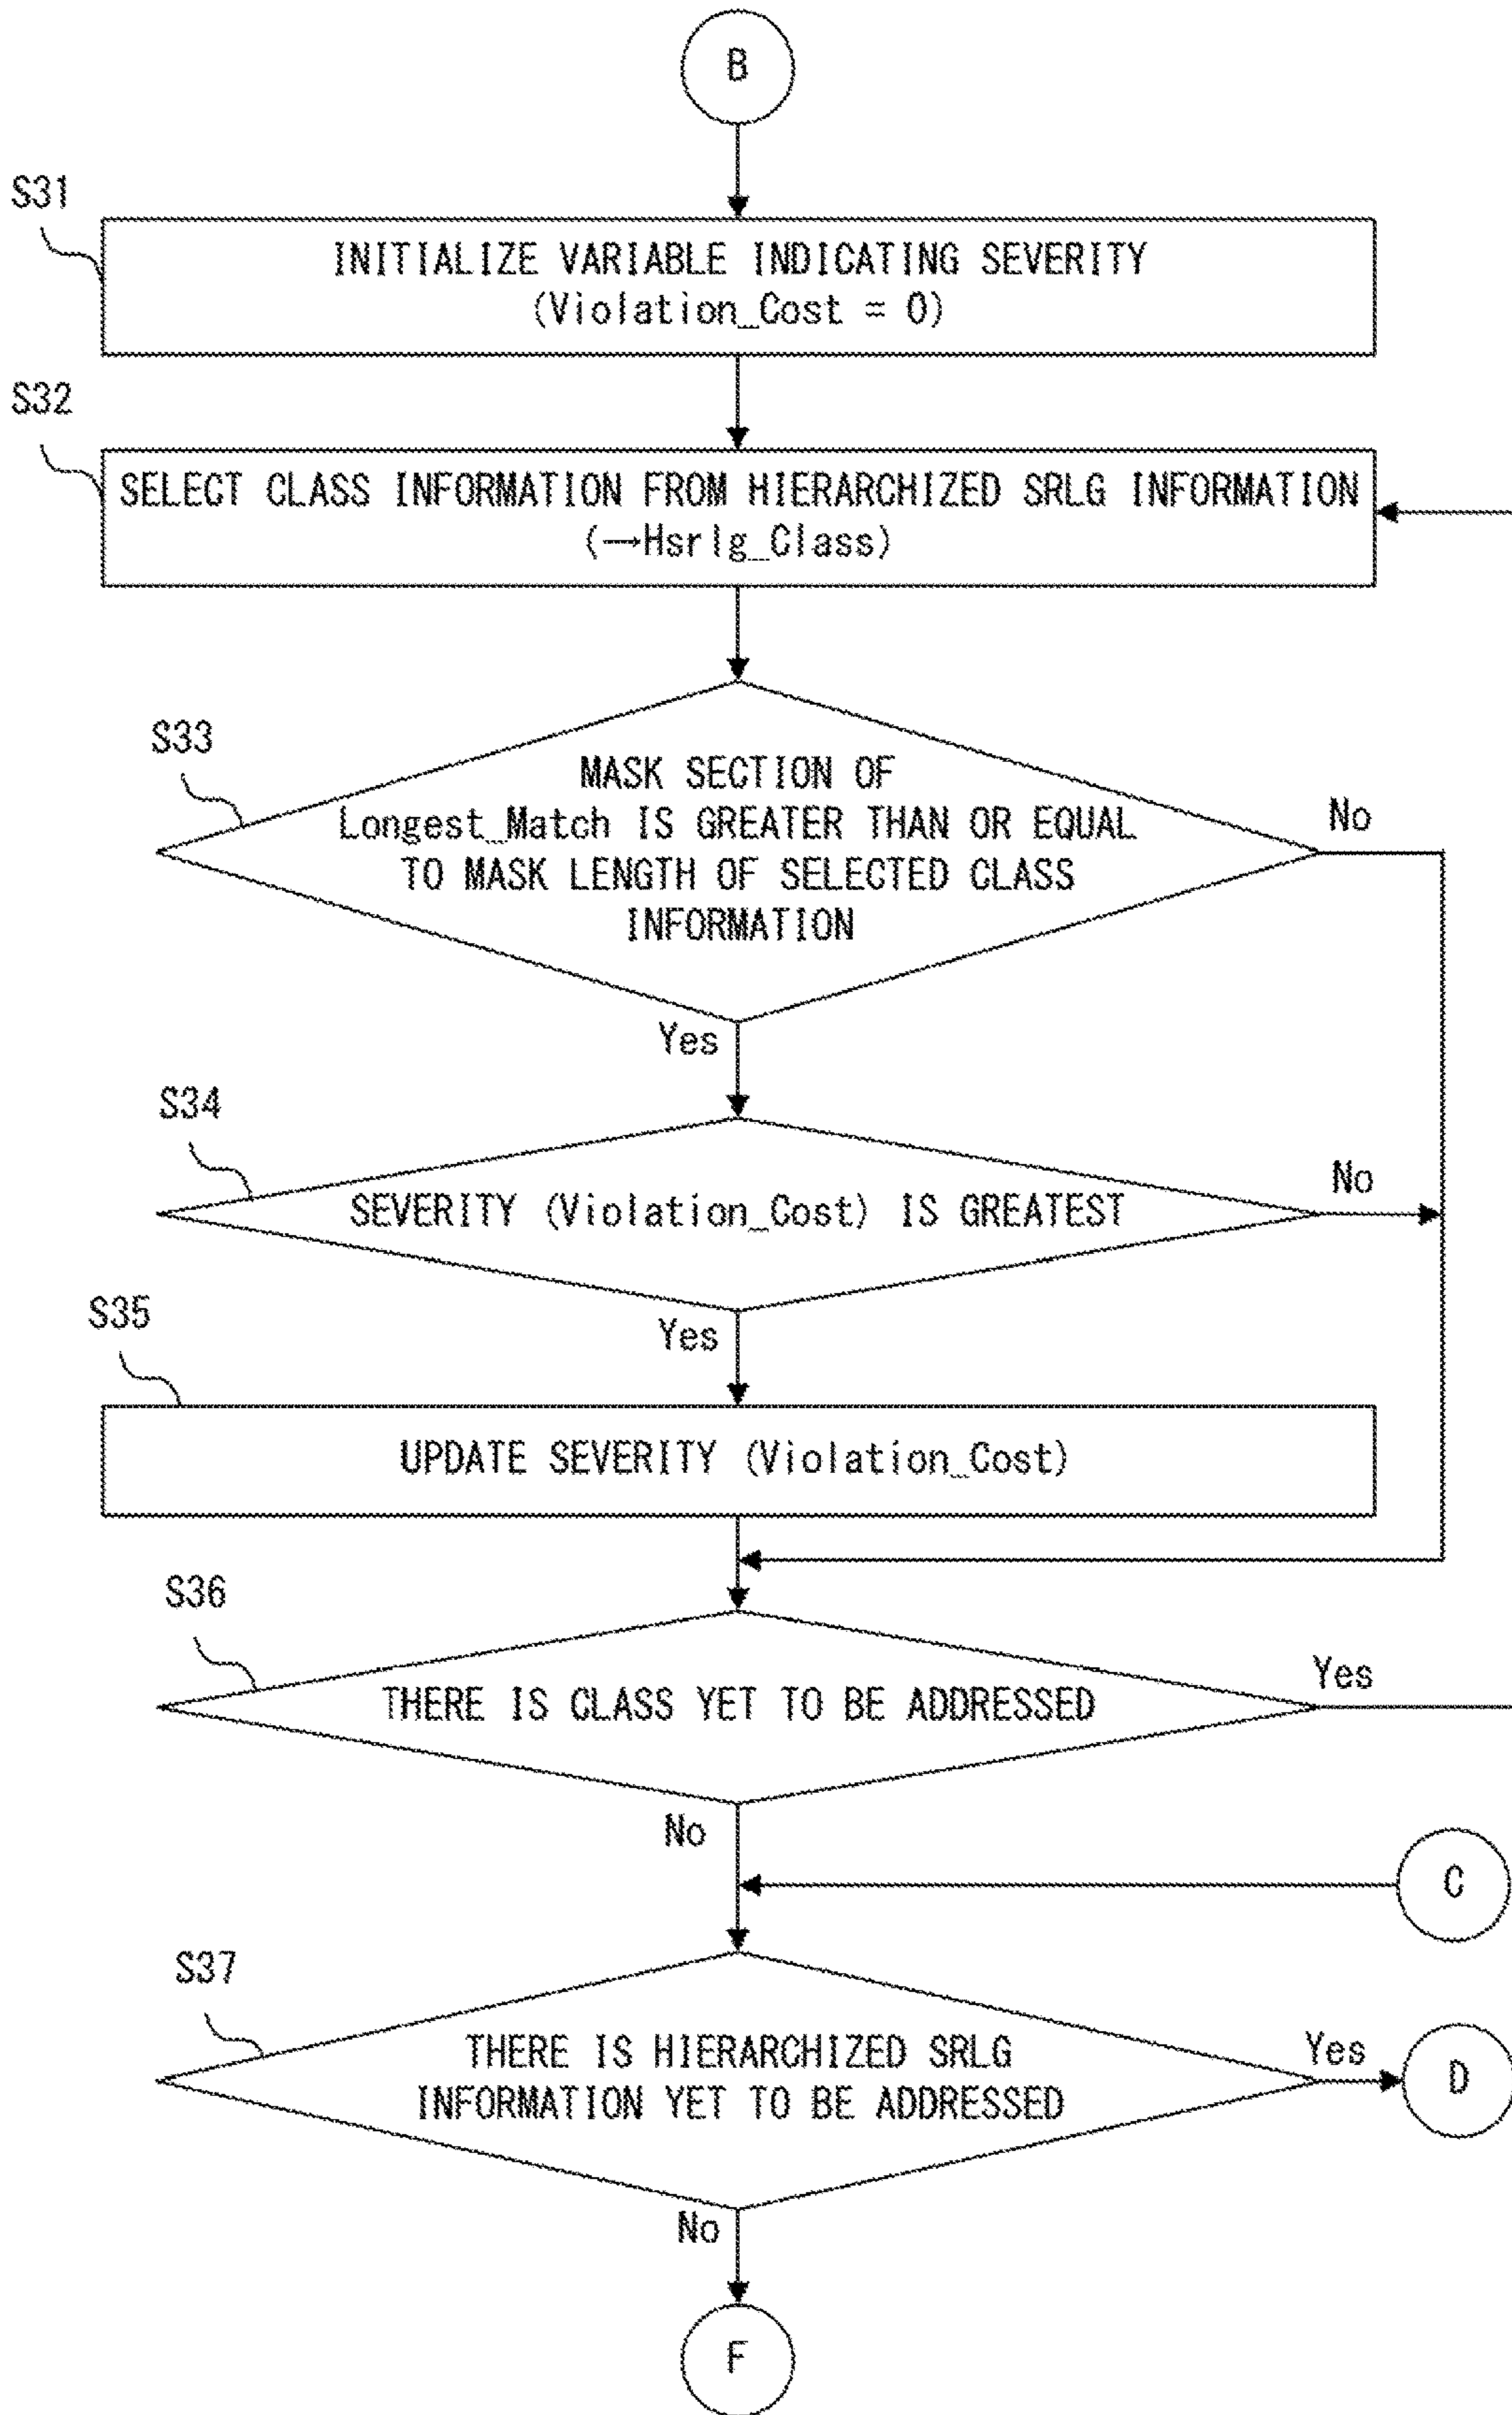 B
S31
INITIALIZE VARIABLE INDICATING SEVERITY
(Violation_Cost = 0)
S32
SELECT CLASS INFORMATION FROM HIERARCHIZED SRLG INFORMATION
(→Hsrlg_Class)
S33
MASK SECTION OF
Longest_Match IS GREATER THAN OR EQUAL
TO MASK LENGTH OF SELECTED CLASS
INFORMATION
No
Yes
S34
SEVERITY (Violation_Cost) IS GREATEST
No
Yes
S35
UPDATE SEVERITY (Violation_Cost)
S36
THERE IS CLASS YET TO BE ADDRESSED
Yes
No
C
S37
THERE IS HIERARCHIZED SRLG
INFORMATION YET TO BE ADDRESSED
Yes
D
No
F